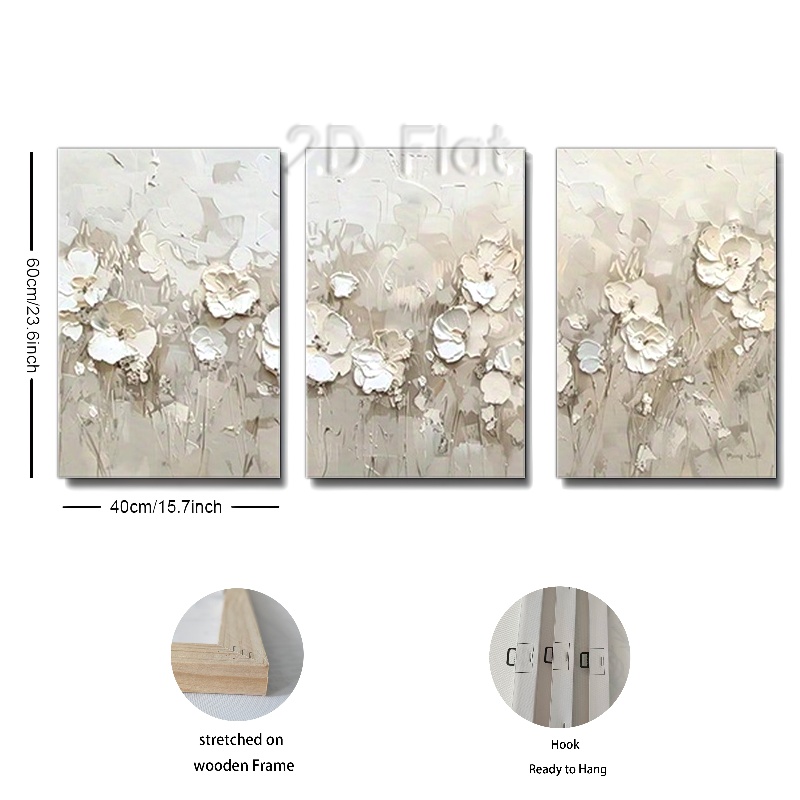 2D Flat
60cm/23.6inch
40cm/15.7inch
stretched on
wooden Frame
Hook
Ready to Hang